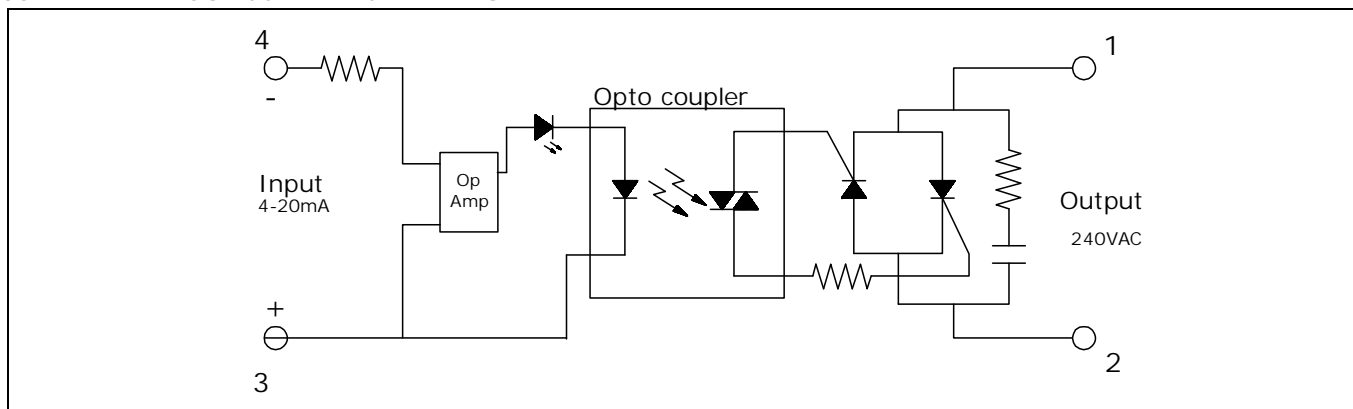 4
-
Input
4-20mA
+
3
Op
Amp
Opto coupler
1
Output
240VAC
2